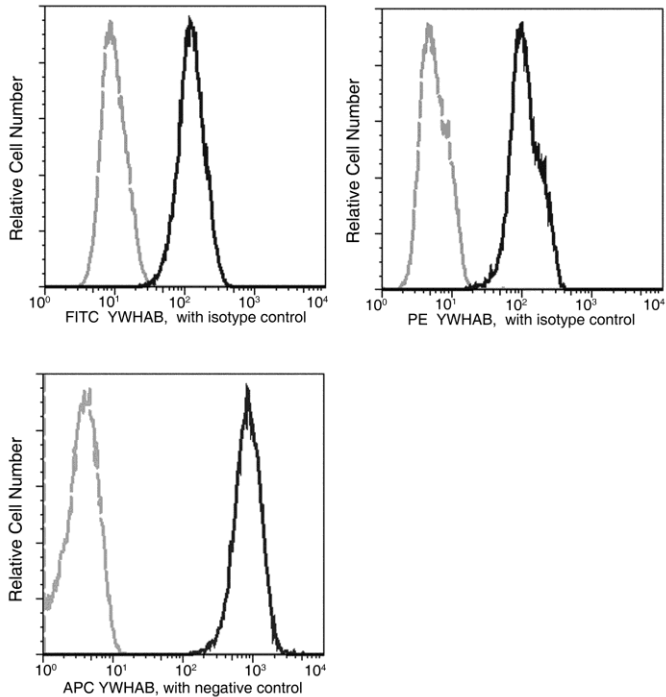 Relative Cell Number
10⁰ 10¹ 10² 10³ 10⁴
FITC YWHAB, with isotype control
Relative Cell Number
10⁰ 10¹ 10² 10³ 10⁴
PE YWHAB, with isotype control
Relative Cell Number
10⁰ 10¹ 10² 10³ 10⁴
APC YWHAB, with negative control